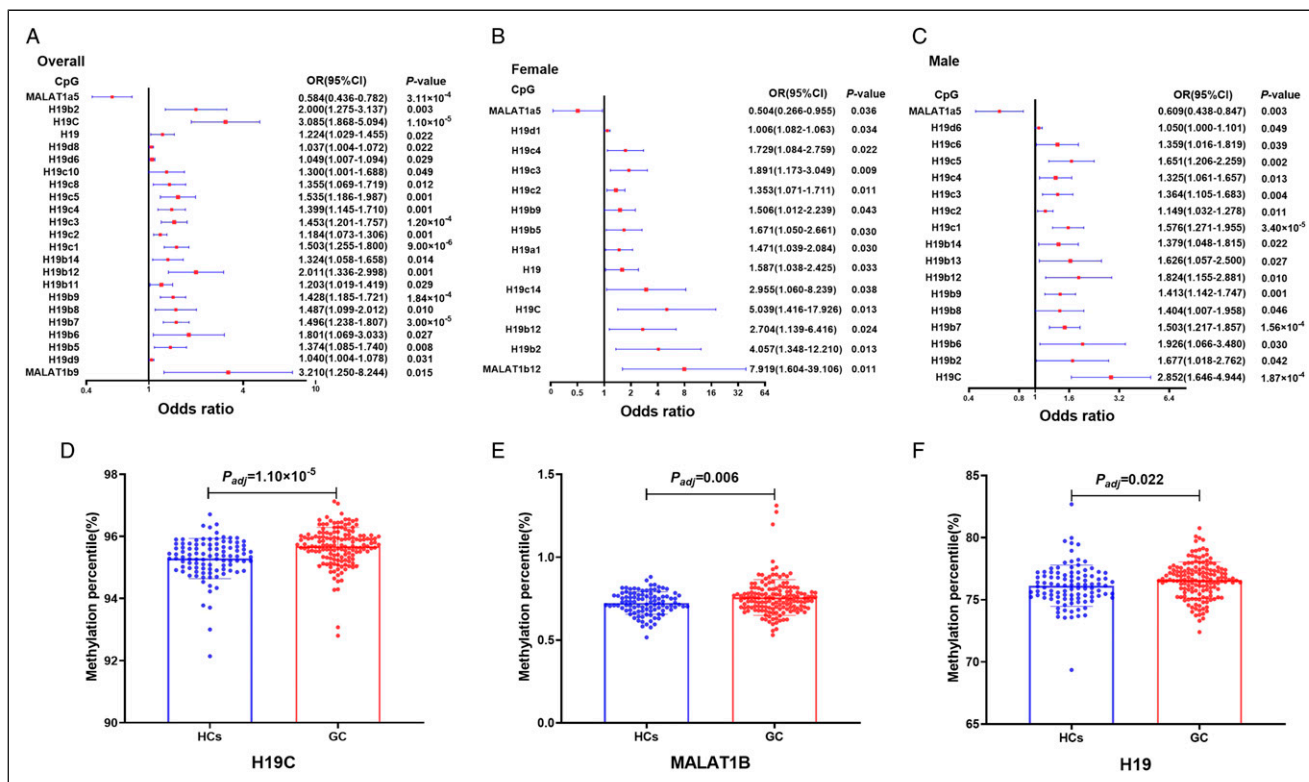 A
Overall
CpG OR(95%CI) P-value
MALAT1a5 0.584(0.436-0.782) 3.11×10-4
H19b2 2.000(1.275-3.137) 0.003
H19C 3.085(1.868-5.094) 1.10×10-5
H19 1.224(1.029-1.455) 0.022
H19d8 1.037(1.004-1.072) 0.022
H19d6 1.049(1.007-1.094) 0.029
H19c10 1.300(1.001-1.688) 0.049
H19c8 1.355(1.069-1.719) 0.012
H19c5 1.535(1.186-1.987) 0.001
H19c4 1.399(1.145-1.710) 0.001
H19c3 1.453(1.201-1.757) 1.20×10-4
H19c2 1.184(1.073-1.306) 0.001
H19c1 1.503(1.255-1.800) 9.00×10-6
H19b14 1.324(1.058-1.658) 0.014
H19b12 2.011(1.336-2.998) 0.001
H19b11 1.203(1.019-1.419) 0.029
H19b9 1.428(1.185-1.721) 1.84×10-4
H19b8 1.487(1.099-2.012) 0.010
H19b7 1.496(1.238-1.807) 3.00×10-5
H19b6 1.801(1.069-3.033) 0.027
H19b5 1.374(1.085-1.740) 0.008
H19d9 1.040(1.004-1.078) 0.031
MALAT1b9 3.210(1.250-8.244) 0.015
0.4 1 4 10
Odds ratio
B
Female
CpG OR(95%CI) P-value
MALAT1a5 0.504(0.266-0.955) 0.036
H19d1 1.006(1.082-1.063) 0.034
H19c4 1.729(1.084-2.759) 0.022
H19c3 1.891(1.173-3.049) 0.009
H19c2 1.353(1.071-1.711) 0.011
H19b9 1.506(1.012-2.239) 0.043
H19b5 1.671(1.050-2.661) 0.030
H19a1 1.471(1.039-2.084) 0.030
H19 1.587(1.038-2.425) 0.033
H19c14 2.955(1.060-8.239) 0.038
H19C 5.039(1.416-17.926) 0.013
H19b12 2.704(1.139-6.416) 0.024
H19b2 4.057(1.348-12.210) 0.013
MALAT1b12 7.919(1.604-39.106) 0.011
0 0.5 1 2 4 8 16 32 64
Odds ratio
C
Male
CpG OR(95%CI) P-value
MALAT1a5 0.609(0.438-0.847) 0.003
H19d6 1.050(1.000-1.101) 0.049
H19c6 1.359(1.016-1.819) 0.039
H19c5 1.651(1.206-2.259) 0.002
H19c4 1.325(1.061-1.657) 0.013
H19c3 1.364(1.105-1.683) 0.004
H19c2 1.149(1.032-1.278) 0.011
H19c1 1.576(1.271-1.955) 3.40×10-5
H19b14 1.379(1.048-1.815) 0.022
H19b13 1.626(1.057-2.500) 0.027
H19b12 1.824(1.155-2.881) 0.010
H19b9 1.413(1.142-1.747) 0.001
H19b8 1.404(1.007-1.958) 0.046
H19b7 1.503(1.217-1.857) 1.56×10-4
H19b6 1.926(1.066-3.480) 0.030
H19b2 1.677(1.018-2.762) 0.042
H19C 2.852(1.646-4.944) 1.87×10-4
0.4 0.8 1 1.6 3.2 6.4
Odds ratio
D
Padj=1.10×10-5
Methylation percentile(%)
98
96
94
92
90
HCs GC
H19C
E
Padj=0.006
Methylation percentile(%)
1.5
1.0
0.5
0.0
HCs GC
MALAT1B
F
Padj=0.022
Methylation percentile(%)
85
80
75
70
65
HCs GC
H19